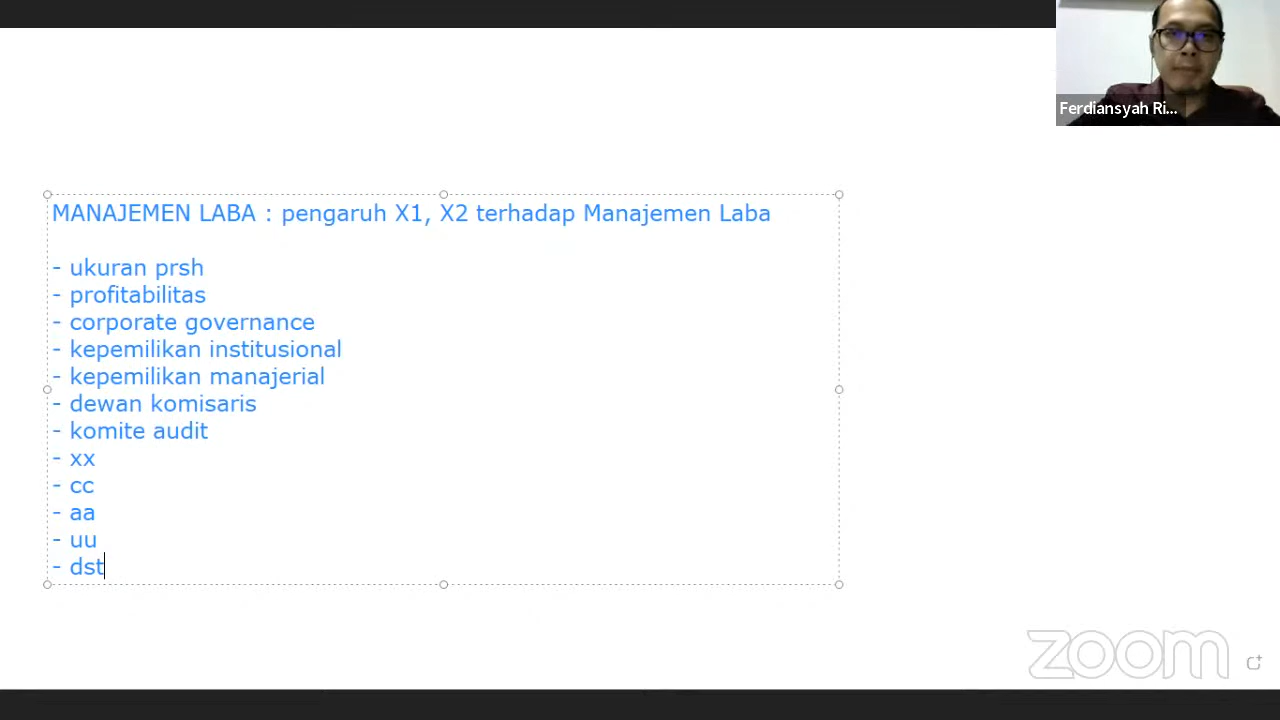 Ferdiansyah Ri...
MANAJEMEN LABA : pengaruh X1, X2 terhadap Manajemen Laba
- ukuran prsh
- profitabilitas
- corporate governance
- kepemilikan institusional
- kepemilikan manajerial
- dewan komisaris
- komite audit
- xx
- cc
- aa
- uu
- dst
zoom